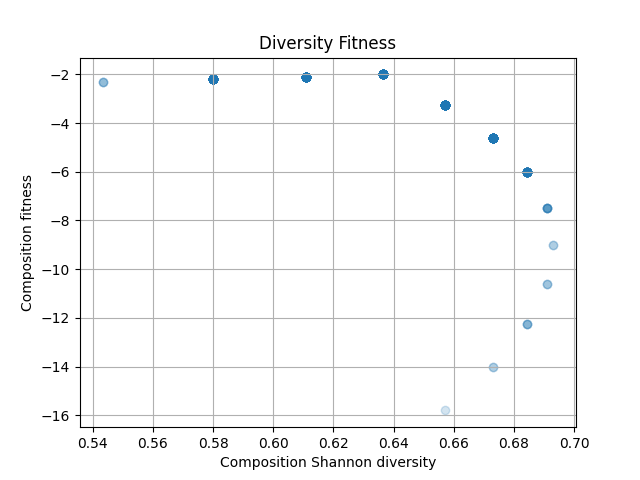 Diversity Fitness
Composition fitness
−2
−4
−6
−8
−10
−12
−14
−16
0.54 0.56 0.58 0.60 0.62 0.64 0.66 0.68 0.70
Composition Shannon diversity